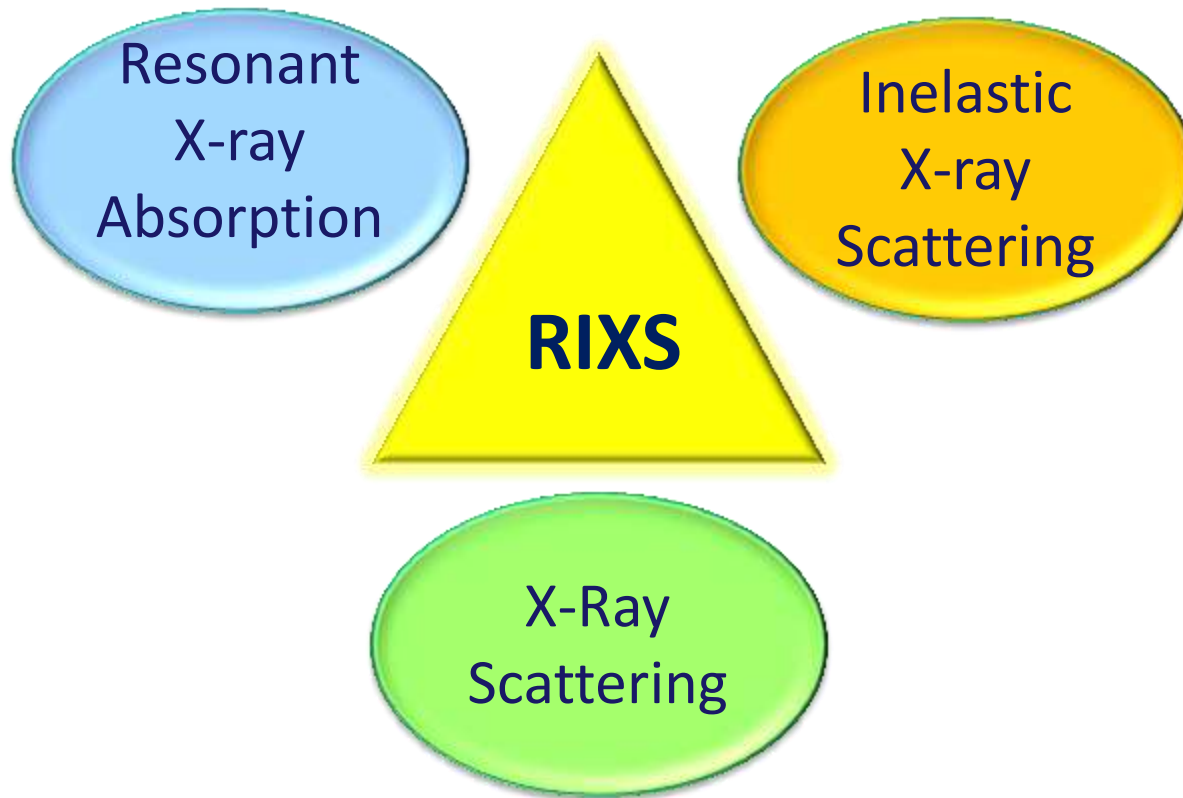 Resonant
X-ray
Absorption
Inelastic
X-ray
Scattering
RIXS
X-Ray
Scattering